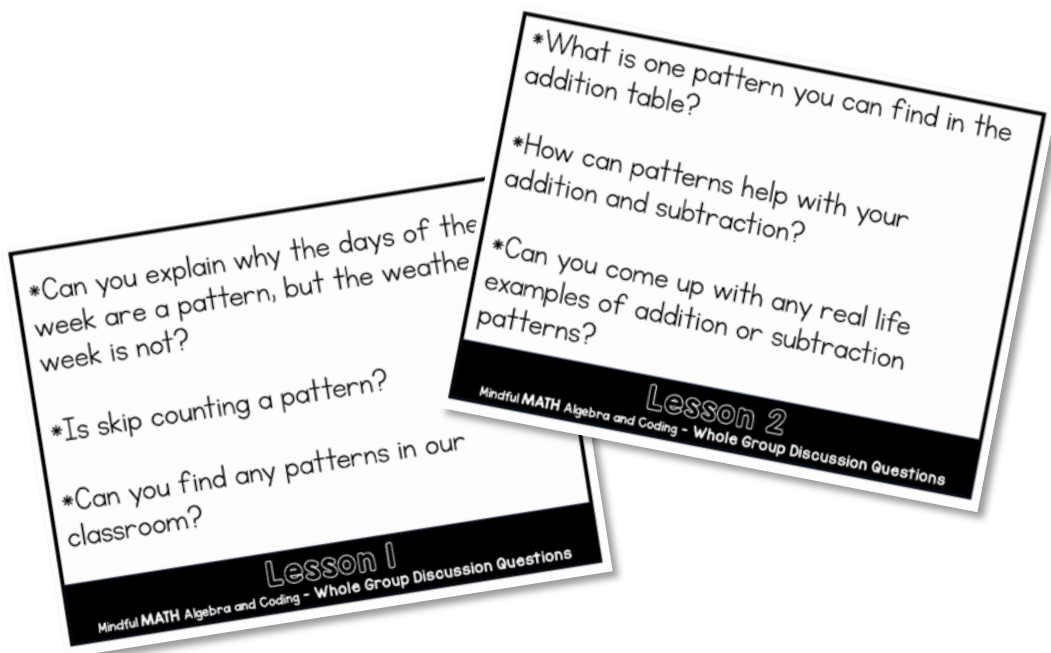 *Can you explain why the days of the
week are a pattern, but the weathe
week is not?
*Is skip counting a pattern?
*Can you find any patterns in our
classroom?
Lesson 1
Mindful MATH Algebra and Coding - Whole Group Discussion Questions
*What is one pattern you can find in the
addition table?
*How can patterns help with your
addition and subtraction?
*Can you come up with any real life
examples of addition or subtraction
patterns?
Lesson 2
Mindful MATH Algebra and Coding - Whole Group Discussion Questions